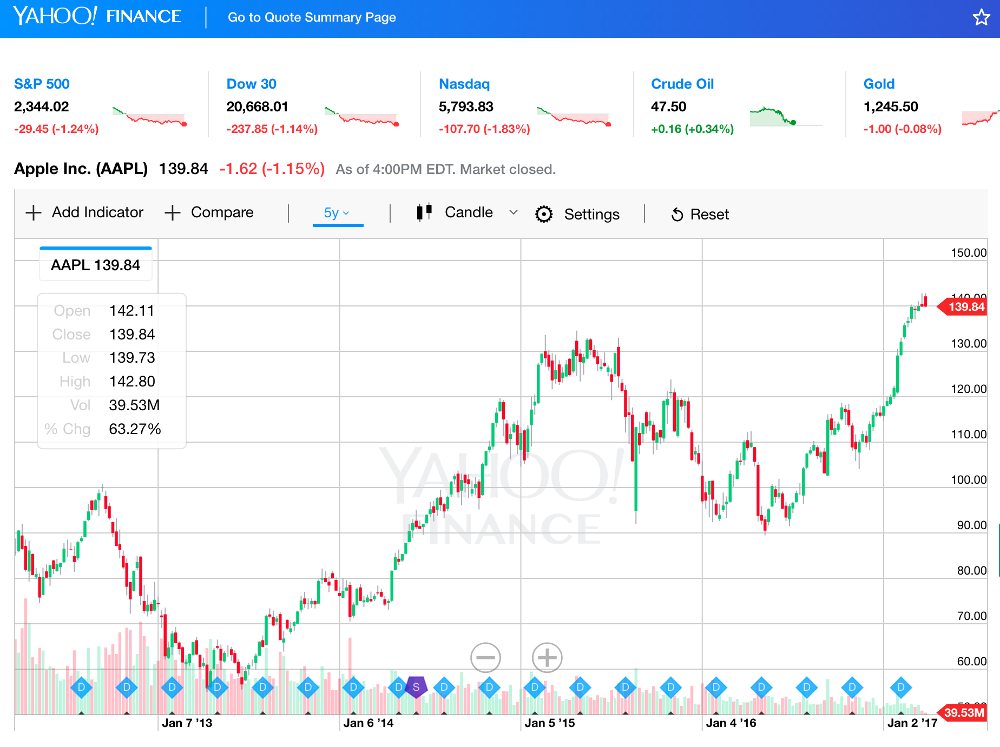 YAHOO! FINANCE Go to Quote Summary Page
S&P 500 Dow 30 Nasdaq Crude Oil Gold
2,344.02 20,668.01 5,793.83 47.50 1,245.50
-29.45 (-1.24%) -237.85 (-1.14%) -107.70 (-1.83%) +0.16 (+0.34%) -1.00 (-0.08%)
Apple Inc. (AAPL) 139.84 -1.62 (-1.15%) As of 4:00PM EDT. Market closed.
Add Indicator Compare 5y Candle Settings Reset
AAPL 139.84
Open 142.11
Close 139.84
Low 139.73
High 142.80
Vol 39.53M
% Chg 63.27%
150.00
140.00
139.84
130.00
120.00
110.00
100.00
90.00
80.00
70.00
60.00
YAHOO!
FINANCE
D D D D D D D D S D D D D D D D D D D D
39.53M
Jan 7 '13 Jan 6 '14 Jan 5 '15 Jan 4 '16 Jan 2 '17